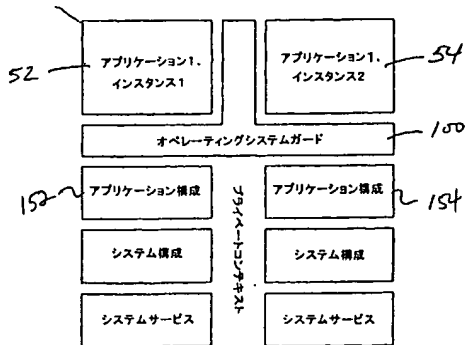 52
アプリケーション1、
インスタンス1
アプリケーション1、
インスタンス2
54
オペレーティングシステムガード
100
152
アプリケーション構成
プライベートコンテキスト
アプリケーション構成
154
システム構成
システム構成
システムサービス
システムサービス